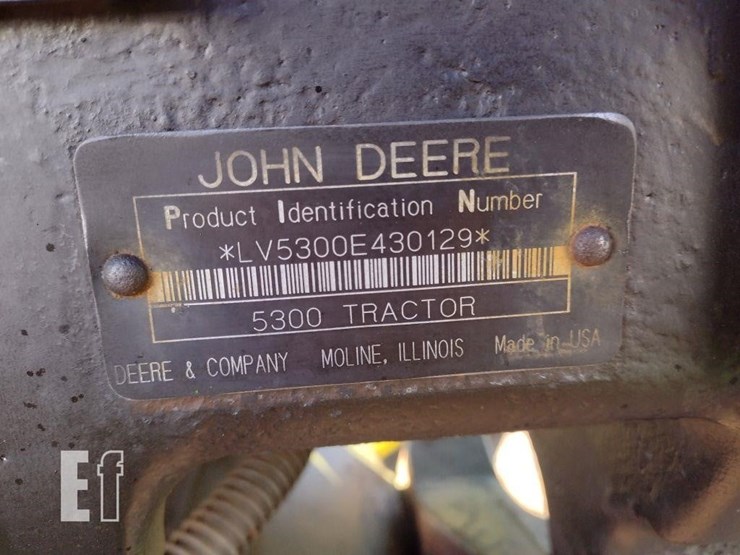 JOHN DEERE
Product Identification Number
*LV5300E430129*
5300 TRACTOR
DEERE & COMPANY MOLINE, ILLINOIS Made in USA
Ef